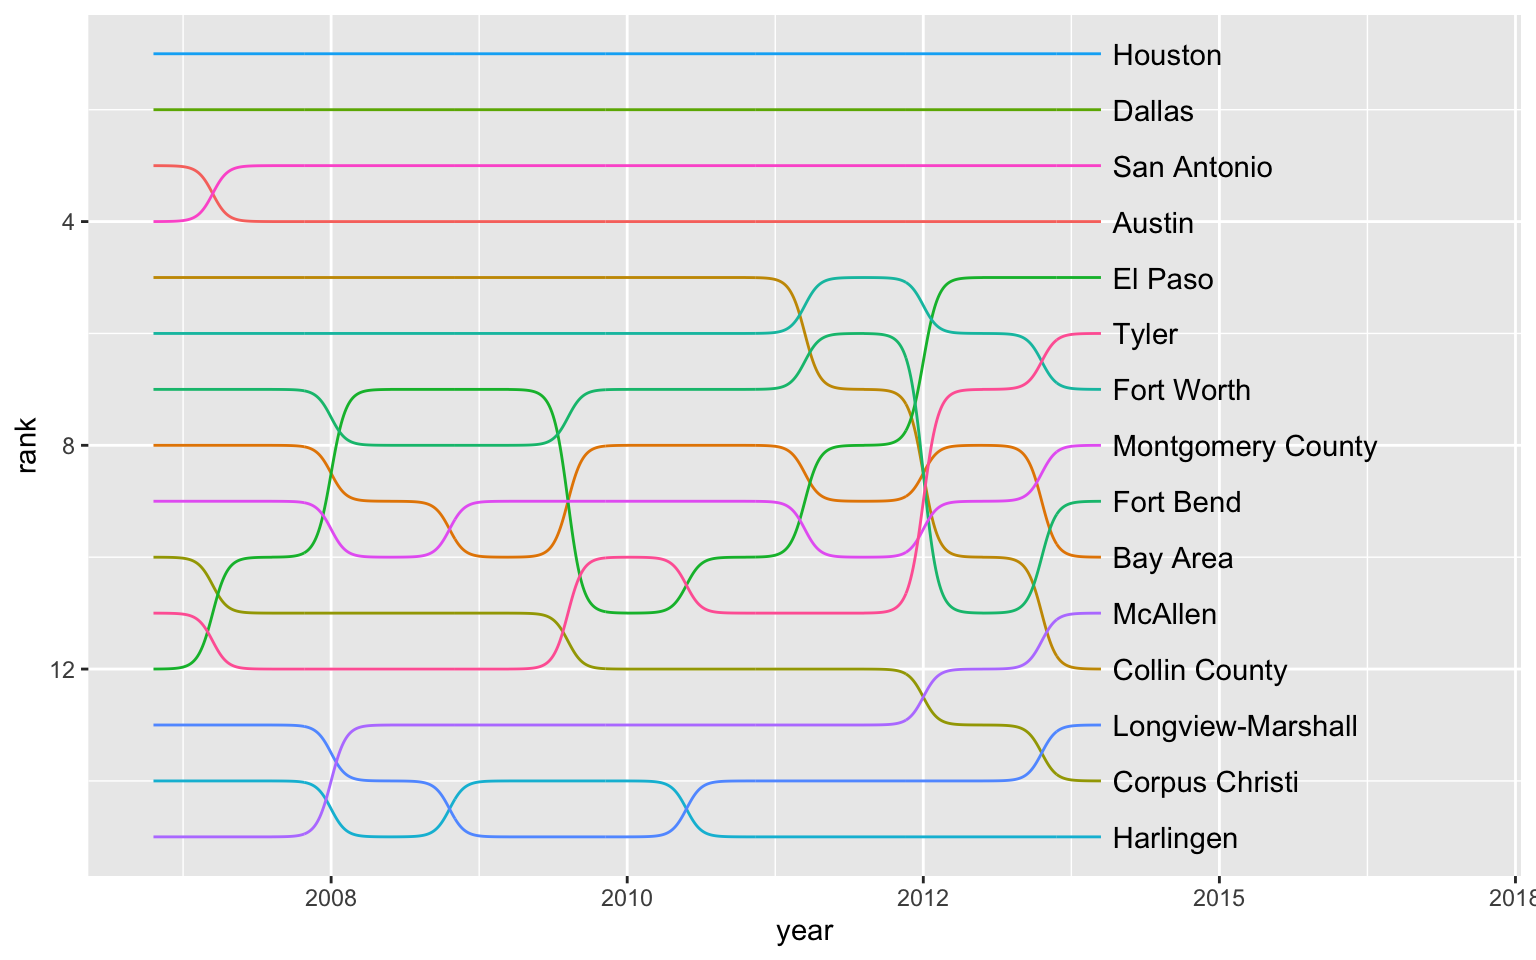 Houston
Dallas
San Antonio
4
Austin
El Paso
Tyler
Fort Worth
rank
8
Montgomery County
Fort Bend
Bay Area
McAllen
12
Collin County
Longview-Marshall
Corpus Christi
Harlingen
2008
2010
2012
2015
2018
year